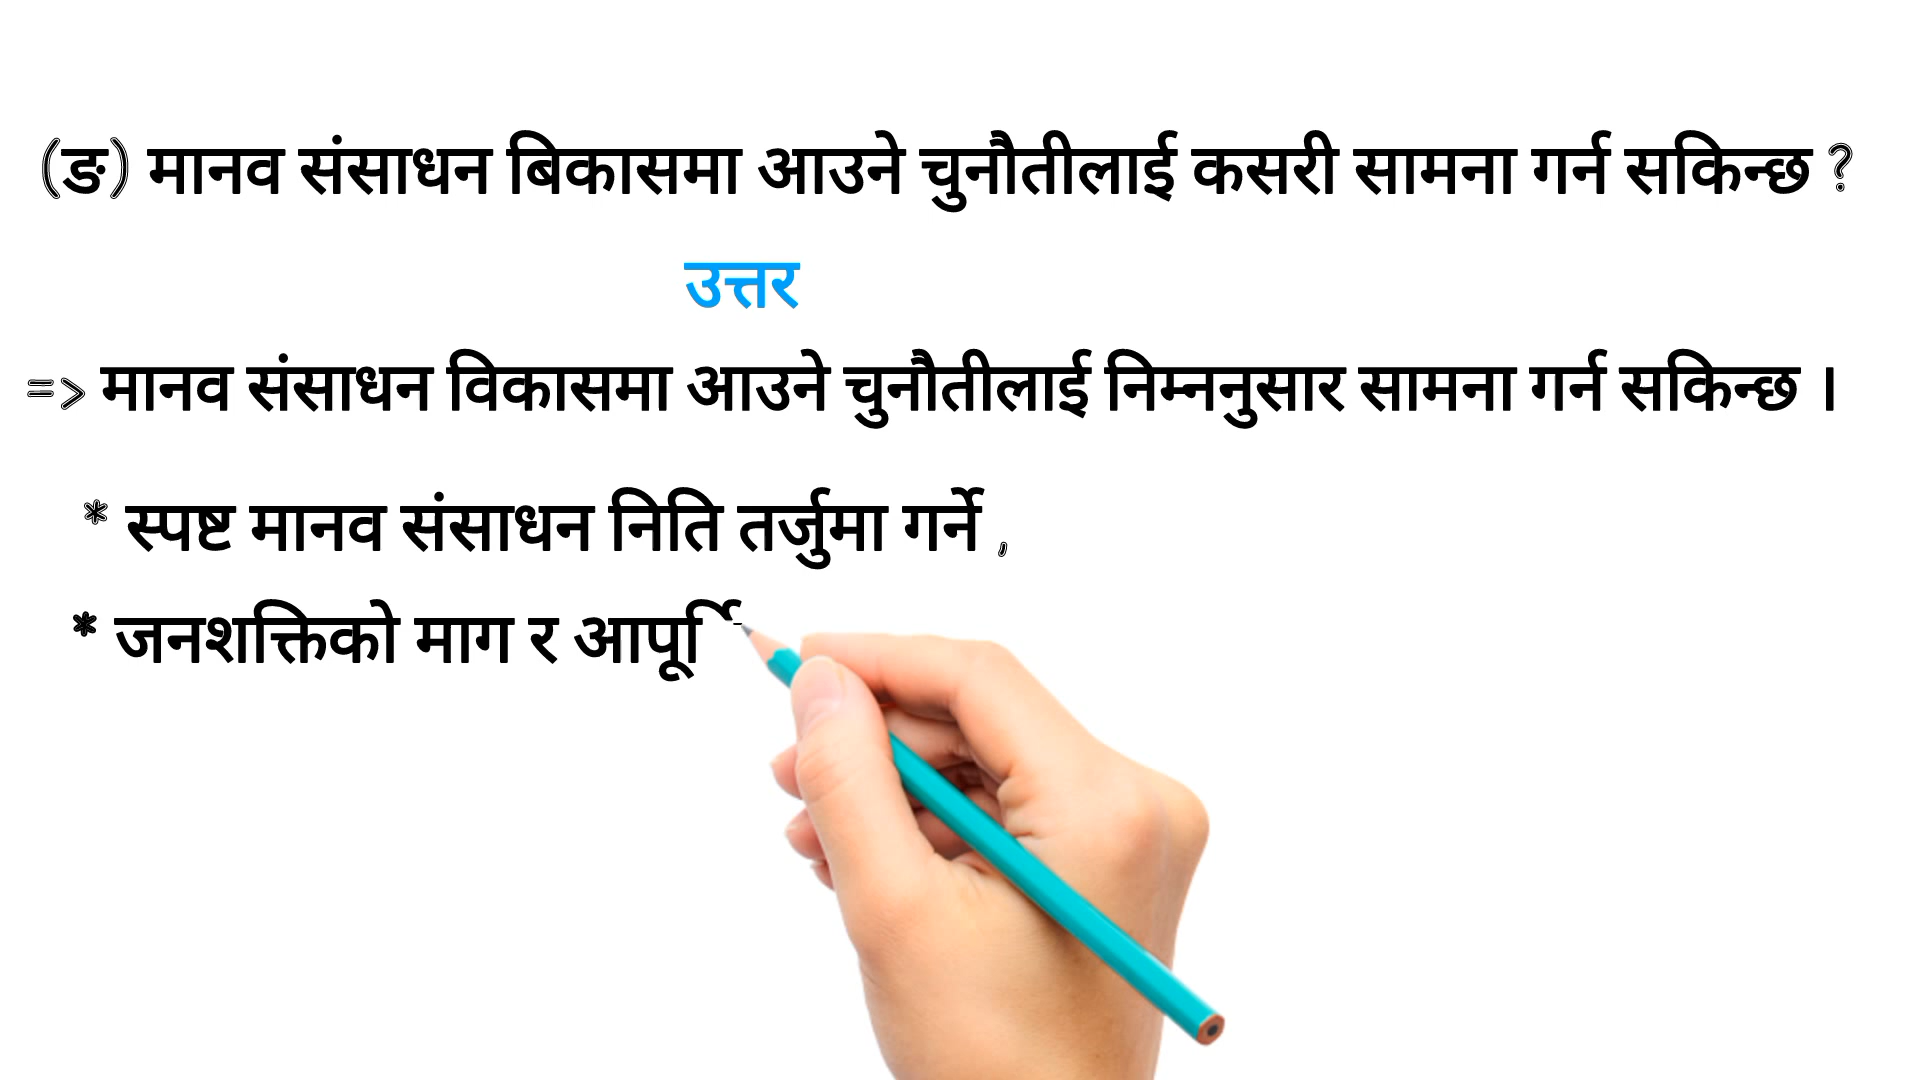 (ङ) मानव संसाधन बिकासमा आउने चुनौतीलाई कसरी सामना गर्न सकिन्छ ?
उत्तर
=> मानव संसाधन विकासमा आउने चुनौतीलाई निम्ननुसार सामना गर्न सकिन्छ ।
* स्पष्ट मानव संसाधन निति तर्जुमा गर्ने ,
* जनशक्तिको माग र